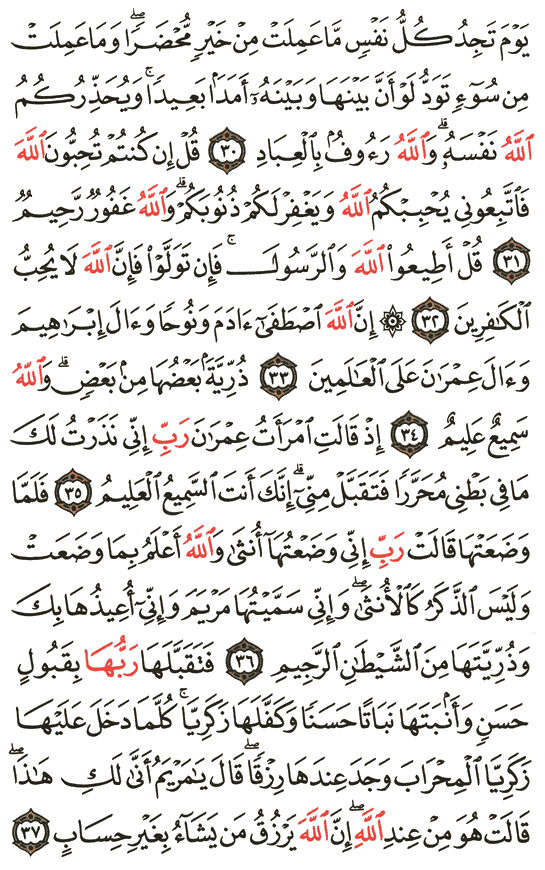 يَوْمَ تَجِدُ كُلُّ نَفْسٍ مَّا عَمِلَتْ مِنْ خَيْرٍ مُّحْضَرًا ۖ وَمَا عَمِلَتْ
مِن سُوٓءٍ تَوَدُّ لَوْ أَنَّ بَيْنَهَا وَبَيْنَهُۥٓ أَمَدًۢا بَعِيدًا ۗ وَيُحَذِّرُكُمُ
ٱللَّهُ نَفْسَهُۥ ۗ وَٱللَّهُ رَءُوفٌۢ بِٱلْعِبَادِ ٣٠ قُلْ إِن كُنتُمْ تُحِبُّونَ ٱللَّهَ
فَٱتَّبِعُونِى يُحْبِبْكُمُ ٱللَّهُ وَيَغْفِرْ لَكُمْ ذُنُوبَكُمْ ۗ وَٱللَّهُ غَفُورٌ رَّحِيمٌ
٣١ قُلْ أَطِيعُوا۟ ٱللَّهَ وَٱلرَّسُولَ ۖ فَإِن تَوَلَّوْا۟ فَإِنَّ ٱللَّهَ لَا يُحِبُّ
ٱلْكَٰفِرِينَ ٣٢ ۞ إِنَّ ٱللَّهَ ٱصْطَفَىٰٓ ءَادَمَ وَنُوحًا وَءَالَ إِبْرَٰهِيمَ
وَءَالَ عِمْرَٰنَ عَلَى ٱلْعَٰلَمِينَ ٣٣ ذُرِّيَّةًۢ بَعْضُهَا مِنۢ بَعْضٍ ۗ وَٱللَّهُ
سَمِيعٌ عَلِيمٌ ٣٤ إِذْ قَالَتِ ٱمْرَأَتُ عِمْرَٰنَ رَبِّ إِنِّى نَذَرْتُ لَكَ
مَا فِى بَطْنِى مُحَرَّرًا فَتَقَبَّلْ مِنِّىٓ ۖ إِنَّكَ أَنتَ ٱلسَّمِيعُ ٱلْعَلِيمُ ٣٥ فَلَمَّا
وَضَعَتْهَا قَالَتْ رَبِّ إِنِّى وَضَعْتُهَآ أُنثَىٰ وَٱللَّهُ أَعْلَمُ بِمَا وَضَعَتْ
وَلَيْسَ ٱلذَّكَرُ كَٱلْأُنثَىٰ ۖ وَإِنِّى سَمَّيْتُهَا مَرْيَمَ وَإِنِّىٓ أُعِيذُهَا بِكَ
وَذُرِّيَّتَهَا مِنَ ٱلشَّيْطَٰنِ ٱلرَّجِيمِ ٣٦ فَتَقَبَّلَهَا رَبُّهَا بِقَبُولٍ
حَسَنٍ وَأَنۢبَتَهَا نَبَاتًا حَسَنًا وَكَفَّلَهَا زَكَرِيَّا ۖ كُلَّمَا دَخَلَ عَلَيْهَا
زَكَرِيَّا ٱلْمِحْرَابَ وَجَدَ عِندَهَا رِزْقًا ۖ قَالَ يَٰمَرْيَمُ أَنَّىٰ لَكِ هَٰذَا ۖ
قَالَتْ هُوَ مِنْ عِندِ ٱللَّهِ ۖ إِنَّ ٱللَّهَ يَرْزُقُ مَن يَشَآءُ بِغَيْرِ حِسَابٍ ٣٧